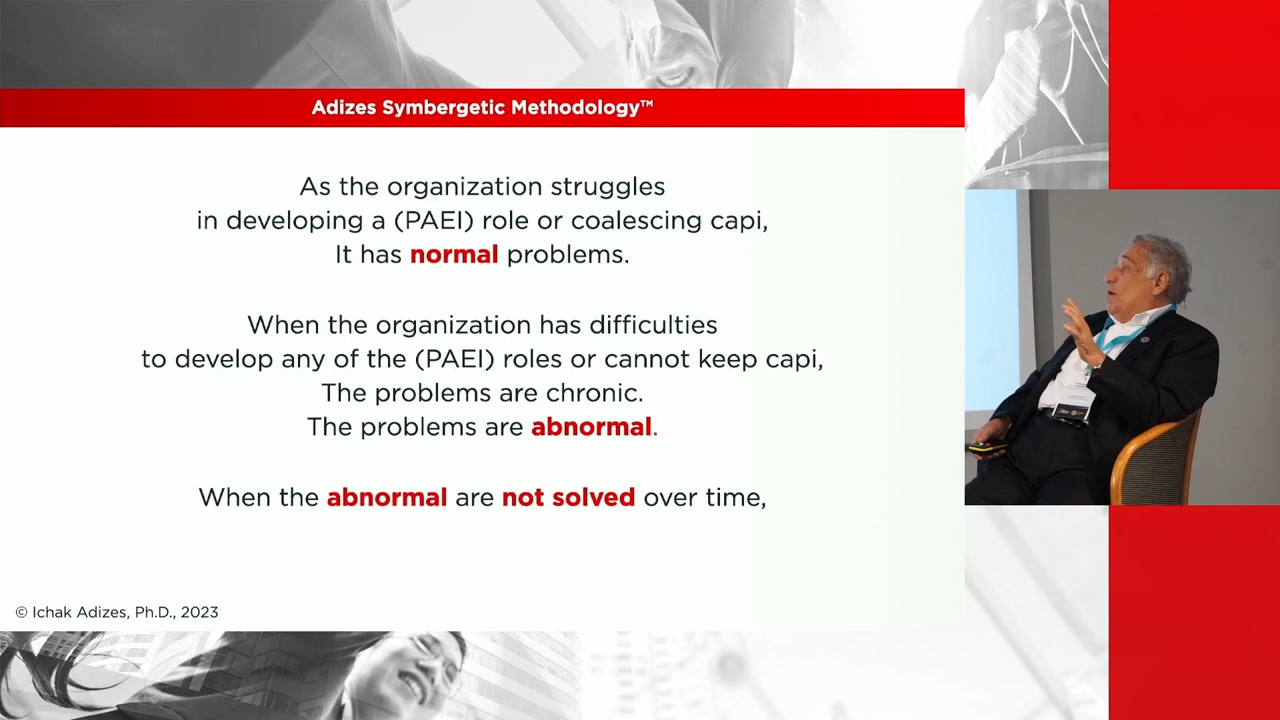 Adizes Symbergetic Methodology™
As the organization struggles
in developing a (PAEI) role or coalescing capi,
It has normal problems.
When the organization has difficulties
to develop any of the (PAEI) roles or cannot keep capi,
The problems are chronic.
The problems are abnormal.
When the abnormal are not solved over time,
© Ichak Adizes, Ph.D., 2023